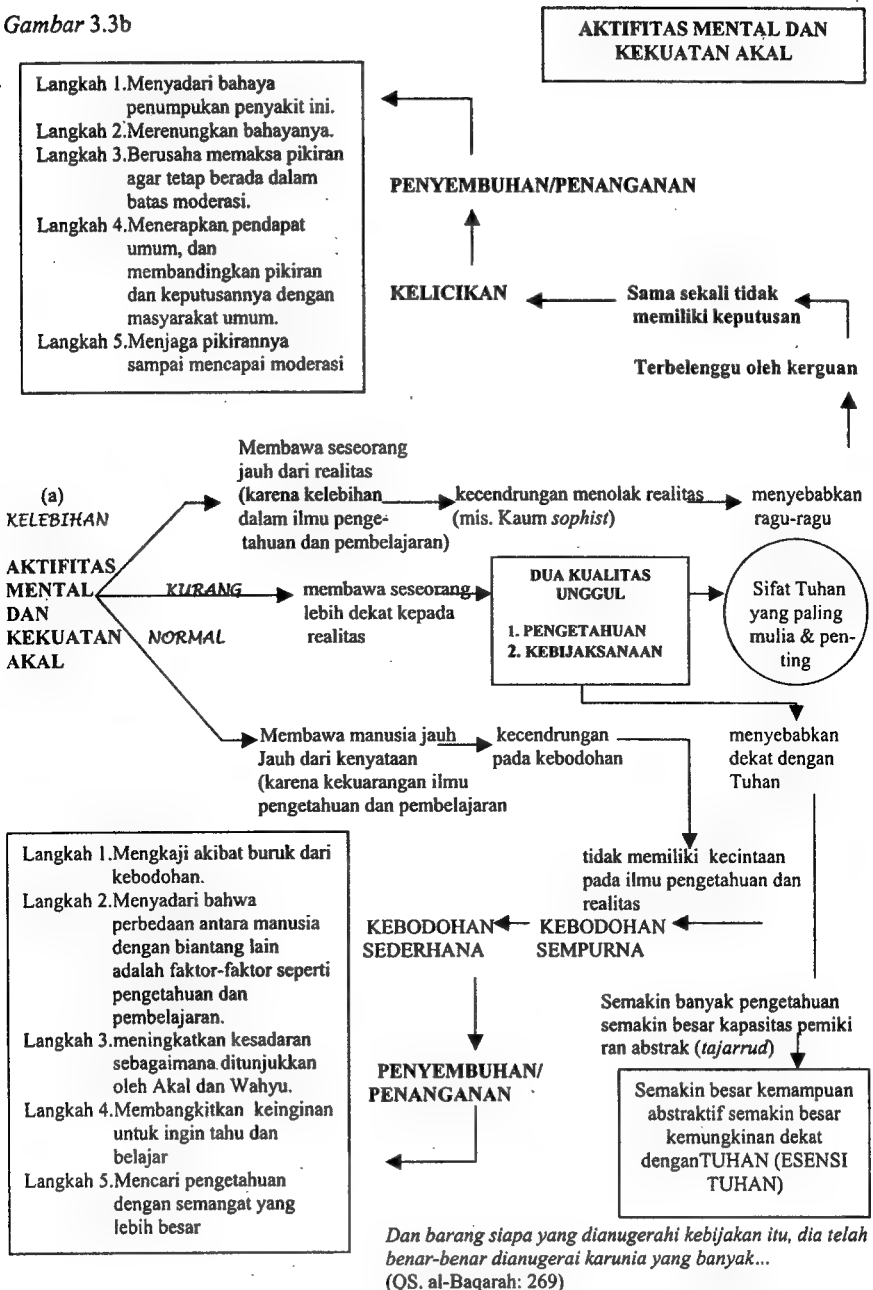 Gambar 3.3b
AKTIFITAS MENTAL DAN
KEKUATAN AKAL
Langkah 1.Menyadari bahaya
penumpukan penyakit ini.
Langkah 2.Merenungkan bahayanya.
Langkah 3.Berusaha memaksa pikiran
agar tetap berada dalam
batas moderasi.
Langkah 4.Menerapkan pendapat
umum, dan
membandingkan pikiran
dan keputusannya dengan
masyarakat umum.
Langkah 5.Menjaga pikirannya
sampai mencapai moderasi
PENYEMBUHAN/PENANGANAN
KELICIKAN
Sama sekali tidak
memiliki keputusan
Terbelenggu oleh kerguan
(a)
KELEBIHAN
AKTIFITAS
MENTAL
DAN
KEKUATAN
AKAL
KURANG
NORMAL
Membawa seseorang
jauh dari realitas
(karena kelebihan
dalam ilmu penge-
tahuan dan pembelajaran)
kecendrungan menolak realitas
(mis. Kaum sophist)
menyebabkan
ragu-ragu
membawa seseorang
lebih dekat kepada
realitas
DUA KUALITAS
UNGGUL
1. PENGETAHUAN
2. KEBIJAKSANAAN
Sifat Tuhan
yang paling
mulia & pen-
ting
Membawa manusia jauh
Jauh dari kenyataan
(karena kekuarangan ilmu
pengetahuan dan pembelajaran
kecendrungan
pada kebodohan
menyebabkan
dekat dengan
Tuhan
tidak memiliki kecintaan
pada ilmu pengetahuan dan
realitas
KEBODOHAN
SEDERHANA
KEBODOHAN
SEMPURNA
Langkah 1.Mengkaji akibat buruk dari
kebodohan.
Langkah 2.Menyadari bahwa
perbedaan antara manusia
dengan biantang lain
adalah faktor-faktor seperti
pengetahuan dan
pembelajaran.
Langkah 3.meningkatkan kesadaran
sebagaimana ditunjukkan
oleh Akal dan Wahyu.
Langkah 4.Membangkitkan keinginan
untuk ingin tahu dan
belajar
Langkah 5.Mencari pengetahuan
dengan semangat yang
lebih besar
PENYEMBUHAN/
PENANGANAN
Semakin banyak pengetahuan
semakin besar kapasitas pemiki
ran abstrak (tajarrud)
Semakin besar kemampuan
abstraktif semakin besar
kemungkinan dekat
denganTUHAN (ESENSI
TUHAN)
Dan barang siapa yang dianugerahi kebijakan itu, dia telah
benar-benar dianugerai karunia yang banyak...
(QS. al-Baqarah: 269)